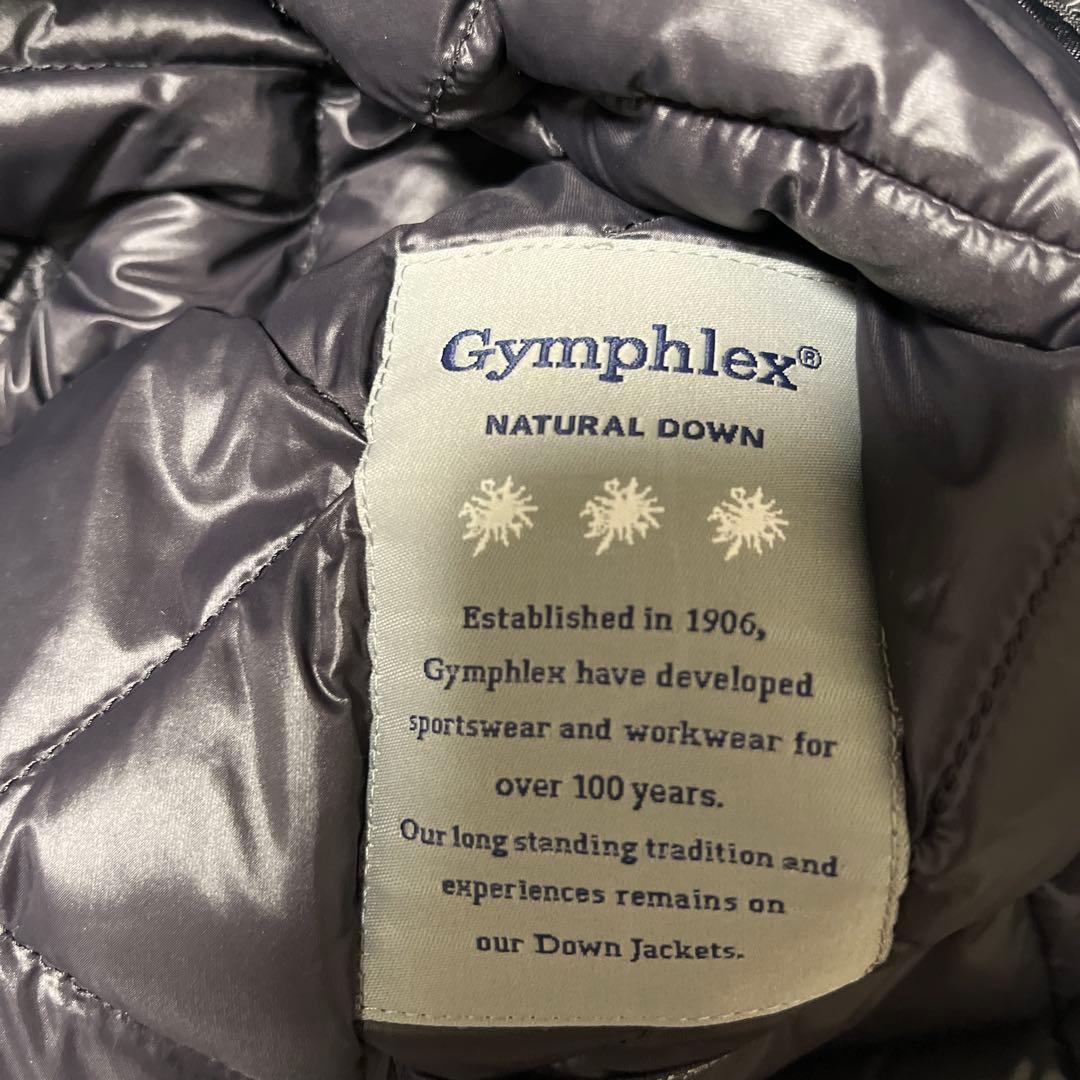 Gymphlex®
NATURAL DOWN
Established in 1906,
Gymphlex have developed
sportswear and workwear for
over 100 years.
Our long standing tradition and
experiences remains on
our Down Jackets.